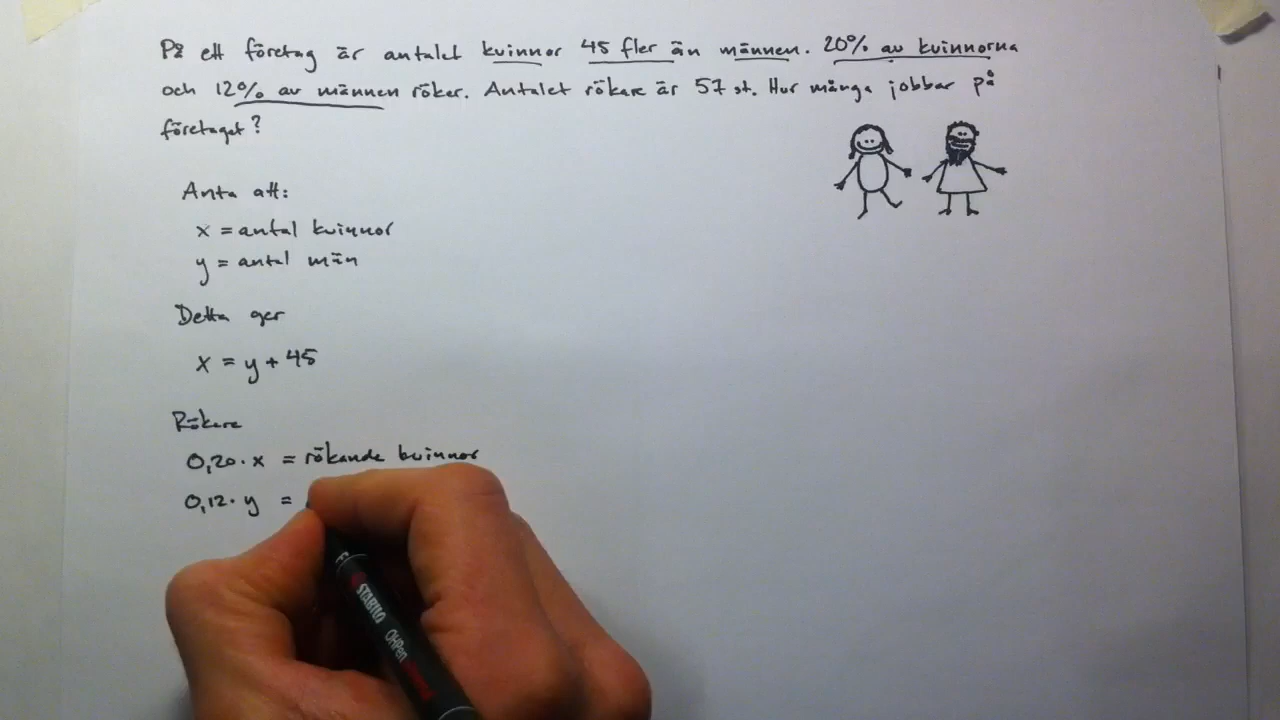 På ett företag är antalet kvinnor 45 fler än männen. 20% av kvinnorna
och 12% av männen röker. Antalet rökare är 57 st. Hur många jobbar på
företaget?
Anta att:
x = antal kvinnor
y = antal män
Detta ger
x = y + 45
Rökare
0,20 · x = rökande kvinnor
0,12 · y =
STABILO OHPen